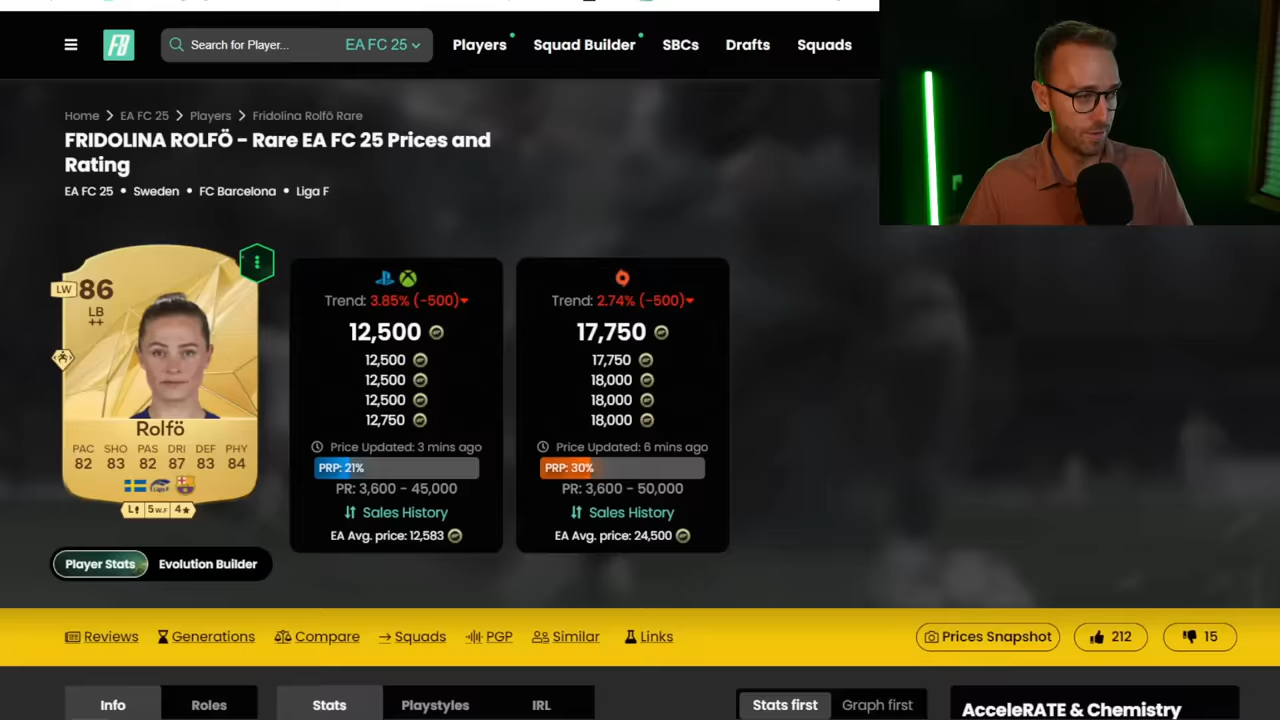 FB
Search for Player...
EA FC 25
Players
Squad Builder
SBCs
Drafts
Squads
Home > EA FC 25 > Players > Fridolina Rolfö Rare
FRIDOLINA ROLFÖ - Rare EA FC 25 Prices and
Rating
EA FC 25 • Sweden • FC Barcelona • Liga F
LW
86
LB
++
Rolfö
PAC SHO PAS DRI DEF PHY
82 83 82 87 83 84
L 5 W.F 4★
Trend: 3.85% (-500)
12,500
12,500
12,500
12,500
12,750
Price Updated: 3 mins ago
PRP: 21%
PR: 3,600 - 45,000
Sales History
EA Avg. price: 12,583
Trend: 2.74% (-500)
17,750
17,750
18,000
18,000
18,000
Price Updated: 6 mins ago
PRP: 30%
PR: 3,600 - 50,000
Sales History
EA Avg. price: 24,500
Player Stats
Evolution Builder
Reviews
Generations
Compare
Squads
PGP
Similar
Links
Prices Snapshot
212
15
Info
Roles
Stats
Playstyles
IRL
Stats first
Graph first
AcceleRATE & Chemistry